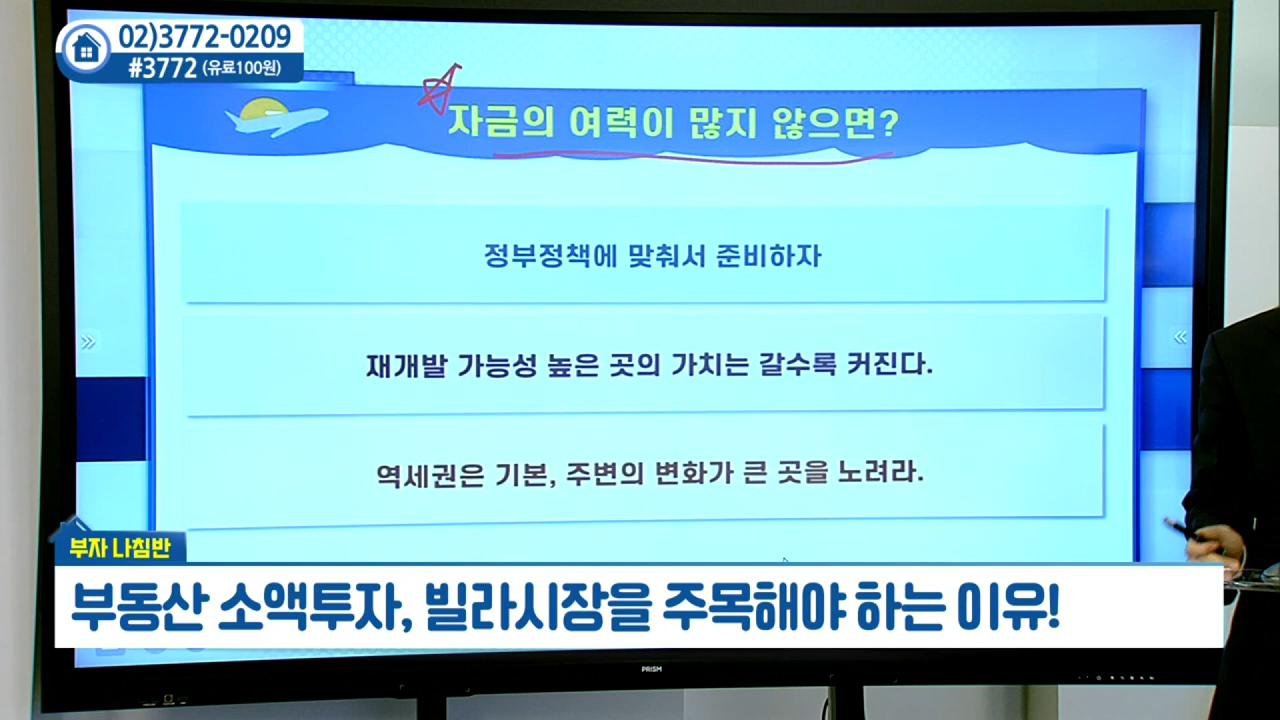 02)3772-0209
#3772 (유료100원)
자금의 여력이 많지 않으면?
정부정책에 맞춰서 준비하자
재개발 가능성 높은 곳의 가치는 갈수록 커진다.
역세권은 기본, 주변의 변화가 큰 곳을 노려라.
부자 나침반
부동산 소액투자, 빌라시장을 주목해야 하는 이유!
PRISM